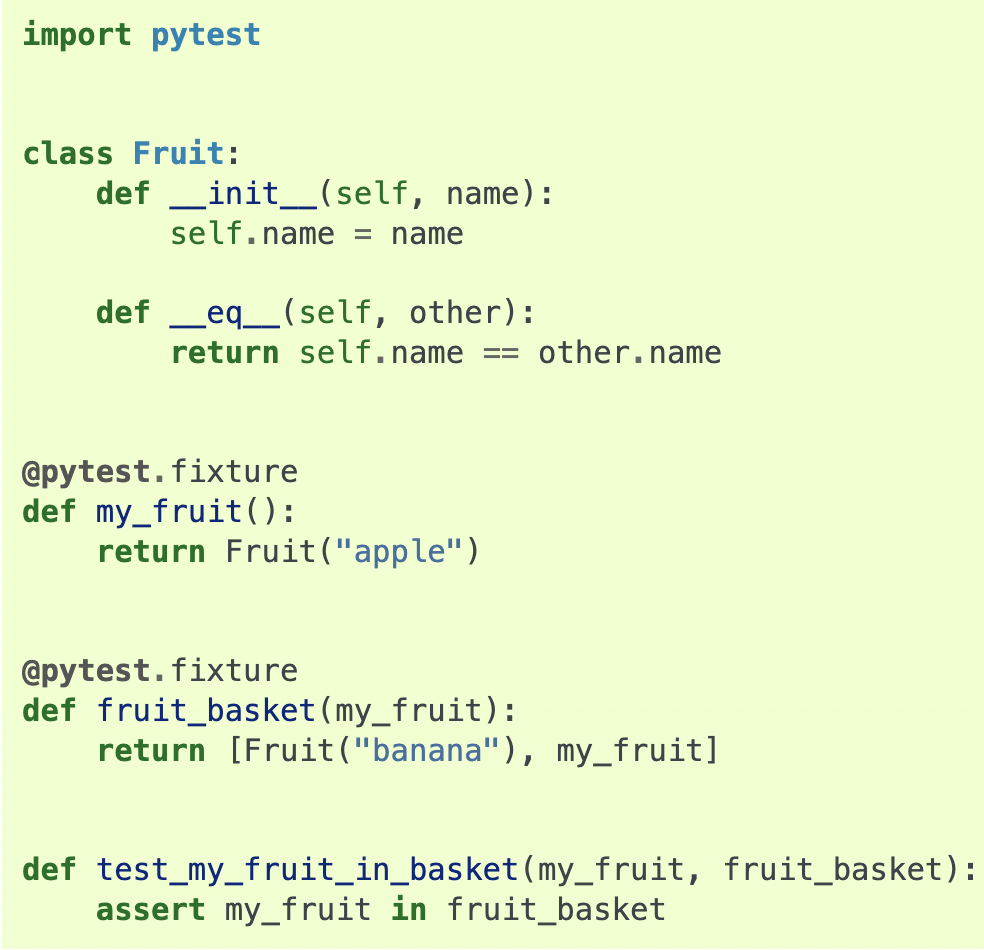 import pytest


class Fruit:
    def __init__(self, name):
        self.name = name

    def __eq__(self, other):
        return self.name == other.name


@pytest.fixture
def my_fruit():
    return Fruit("apple")


@pytest.fixture
def fruit_basket(my_fruit):
    return [Fruit("banana"), my_fruit]


def test_my_fruit_in_basket(my_fruit, fruit_basket):
    assert my_fruit in fruit_basket